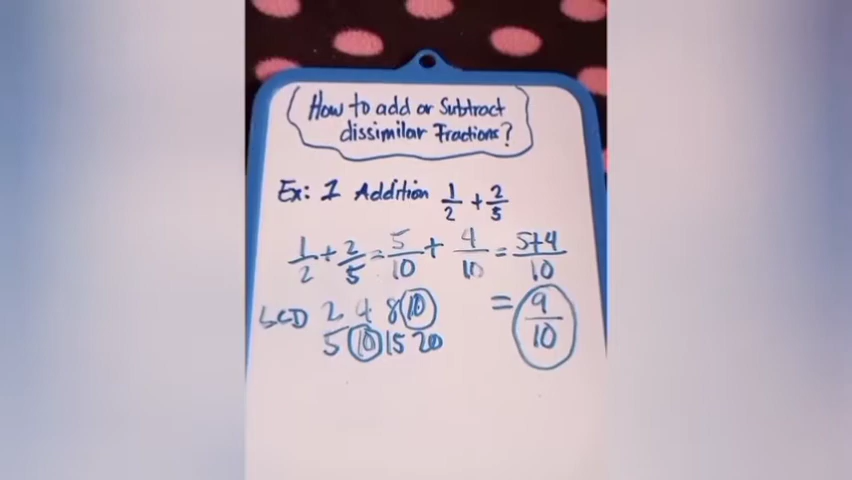 How to add or Subtract
dissimilar Fractions?
Ex: 1 Addition 1/2 + 2/5
1/2 + 2/5 = 5/10 + 4/10 = 5+4/10
= 9/10
LCD 2 4 8 10
5 10 15 20